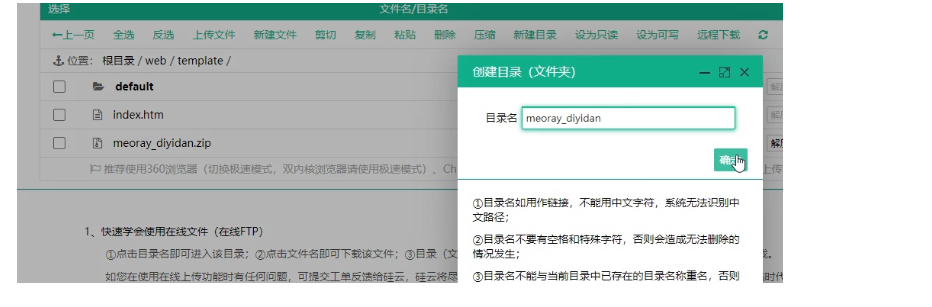 选择 文件名/目录名
←上一页 全选 反选 上传文件 新建文件 剪切 复制 粘贴 删除 压缩 新建目录 设为只读 设为可写 远程下载
位置： 根目录 / web / template /
创建目录（文件夹）
default
目录名 meoray_diyidan
index.htm
meoray_diyidan.zip
推荐使用360浏览器（切换极速模式，双内核浏览器请使用极速模式）、Ch
①目录名如用作链接，不能用中文字符，系统无法识别中
文路径；
1、快速学会使用在线文件（在线FTP）
②目录名不要有空格和特殊字符，否则会造成无法删除的
①点击目录名即可进入该目录；②点击文件名即可下载该文件；③目录（文
情况发生；
如您在使用在线上传功能时有任何问题，可提交工单反馈给硅云，硅云将尽
③目录名不能与当前目录中已存在的目录名称重名，否则